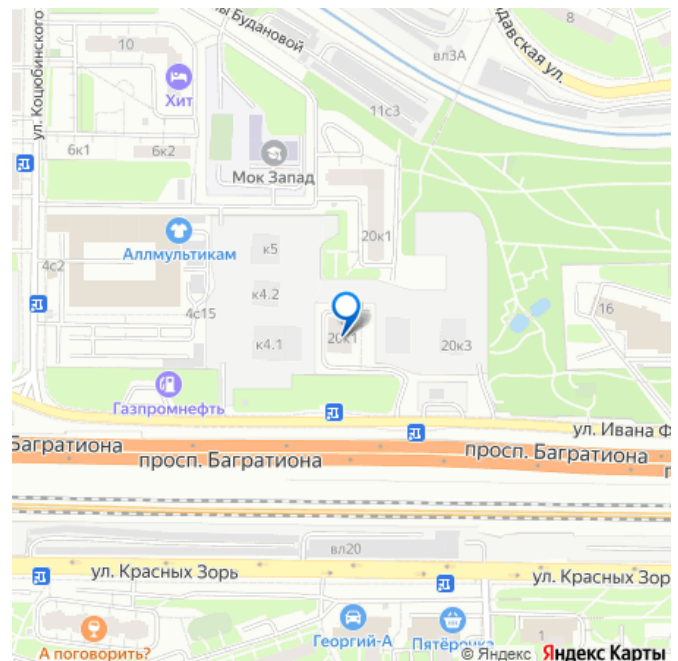 ул. Коцюбинского
10
Хит
ны Будановой
вл3А
давская ул.
8
11с3
6к1
6к2
Мок Запад
20к1
Аллмультикам
к5
4с2
к4.2
4с15
16
20к1
к4.1
20к3
Газпромнефть
ул. Ивана Ф
Багратиона
просп. Багратиона
просп. Багратиона
п
вл20
ул. Красных Зорь
ул. Красных Зор
А поговорить?
Георгий-А
Пятёрочка
1
© Яндекс Яндекс Карты